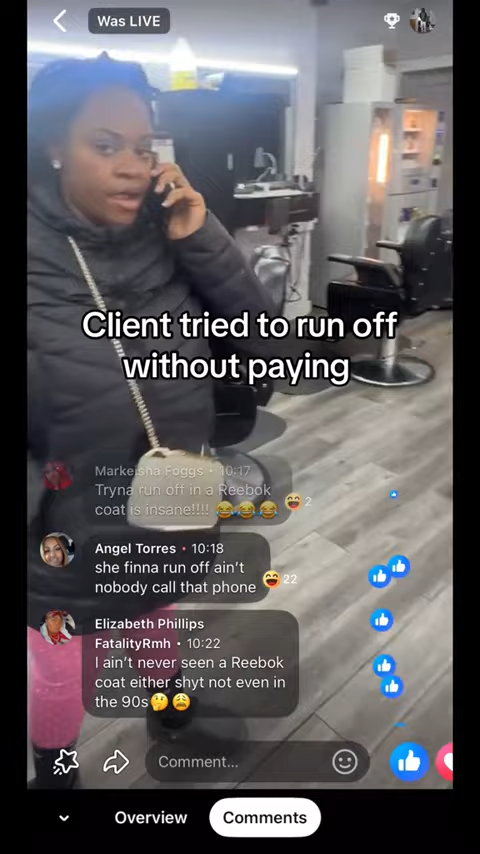 Was LIVE
Client tried to run off
without paying
Markeisha Foggs • 10:17
Tryna run off in a Reebok
coat is insane!!!! 😂😂😂
😆 2
Angel Torres • 10:18
she finna run off ain't
nobody call that phone
😆 22
Elizabeth Phillips
FatalityRmh • 10:22
I ain't never seen a Reebok
coat either shyt not even in
the 90s🤔😩
Comment...
Overview
Comments